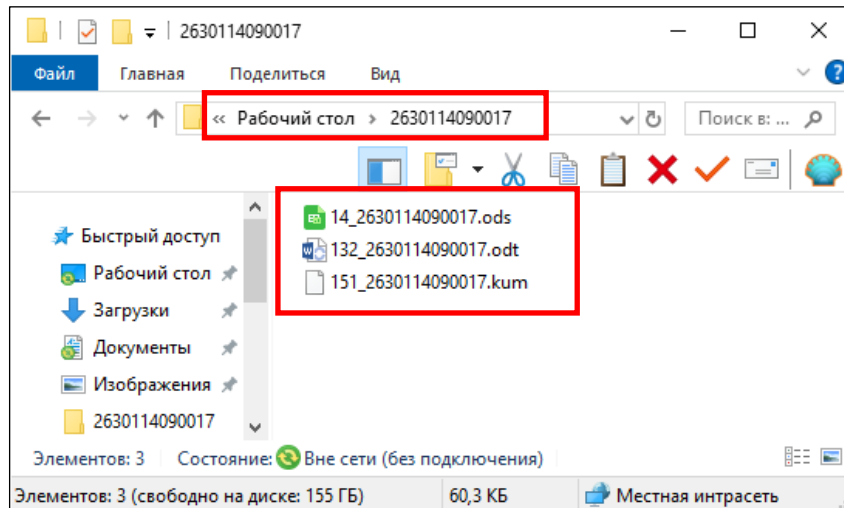 2630114090017
Файл Главная Поделиться Вид
« Рабочий стол › 2630114090017 Поиск в: ...
14_2630114090017.ods
132_2630114090017.odt
151_2630114090017.kum
Быстрый доступ
Рабочий стол
Загрузки
Документы
Изображения
2630114090017
Элементов: 3 Состояние: Вне сети (без подключения)
Элементов: 3 (свободно на диске: 155 ГБ) 60,3 КБ Местная интрасеть